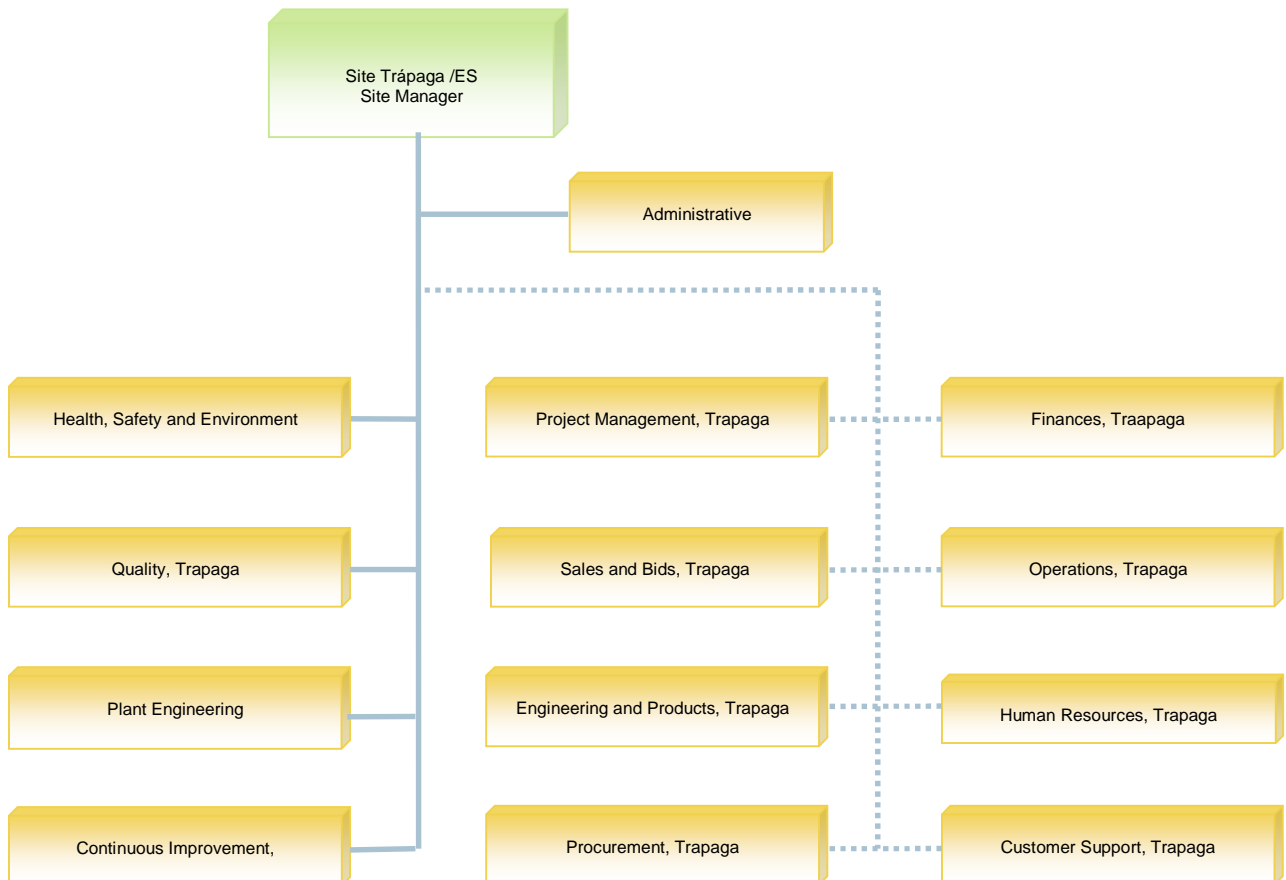 Site Trápaga /ES
Site Manager
Administrative
Health, Safety and Environment
Project Management, Trapaga
Finances, Traapaga
Quality, Trapaga
Sales and Bids, Trapaga
Operations, Trapaga
Plant Engineering
Engineering and Products, Trapaga
Human Resources, Trapaga
Continuous Improvement,
Procurement, Trapaga
Customer Support, Trapaga